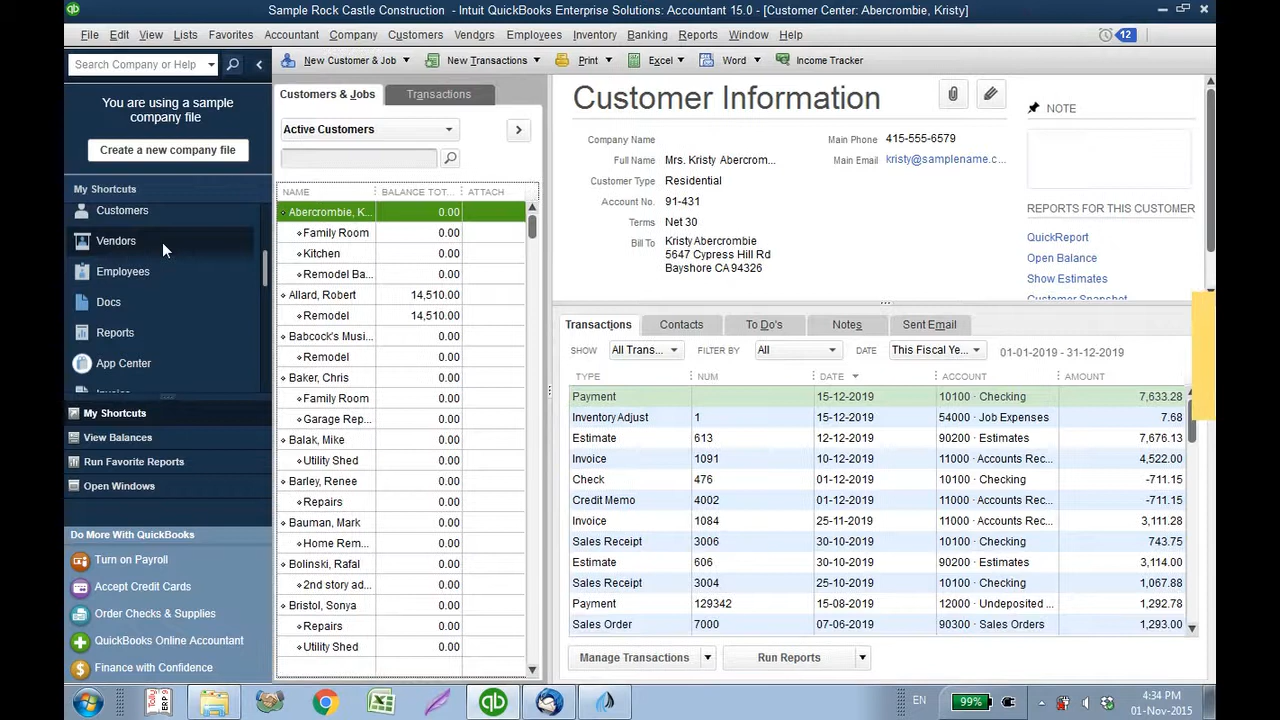 Sample Rock Castle Construction - Intuit QuickBooks Enterprise Solutions: Accountant 15.0 - [Customer Center: Abercrombie, Kristy]
File Edit View Lists Favorites Accountant Company Customers Vendors Employees Inventory Banking Reports Window Help 12
Search Company or Help
New Customer & Job New Transactions Print Excel Word Income Tracker
You are using a sample
company file
Create a new company file
My Shortcuts
Customers
Vendors
Employees
Docs
Reports
App Center
My Shortcuts
View Balances
Run Favorite Reports
Open Windows
Do More With QuickBooks
Turn on Payroll
Accept Credit Cards
Order Checks & Supplies
QuickBooks Online Accountant
Finance with Confidence
Customers & Jobs Transactions
Active Customers
NAME BALANCE TOT... ATTACH
Abercrombie, K... 0.00
Family Room 0.00
Kitchen 0.00
Remodel Ba... 0.00
Allard, Robert 14,510.00
Remodel 14,510.00
Babcock's Musi... 0.00
Remodel 0.00
Baker, Chris 0.00
Family Room 0.00
Garage Rep... 0.00
Balak, Mike 0.00
Utility Shed 0.00
Barley, Renee 0.00
Repairs 0.00
Bauman, Mark 0.00
Home Rem... 0.00
Bolinski, Rafal 0.00
2nd story ad... 0.00
Bristol, Sonya 0.00
Repairs 0.00
Utility Shed 0.00
Customer Information
Company Name
Full Name Mrs. Kristy Abercrom...
Customer Type Residential
Account No. 91-431
Terms Net 30
Bill To Kristy Abercrombie
5647 Cypress Hill Rd
Bayshore CA 94326
Main Phone 415-555-6579
Main Email kristy@samplename.c...
NOTE
REPORTS FOR THIS CUSTOMER
QuickReport
Open Balance
Show Estimates
Customer Snapshot
Transactions Contacts To Do's Notes Sent Email
SHOW All Trans... FILTER BY All DATE This Fiscal Ye... 01-01-2019 - 31-12-2019
TYPE NUM DATE ACCOUNT AMOUNT
Payment 15-12-2019 10100 · Checking 7,633.28
Inventory Adjust 1 15-12-2019 54000 · Job Expenses 7.68
Estimate 613 12-12-2019 90200 · Estimates 7,676.13
Invoice 1091 10-12-2019 11000 · Accounts Rec... 4,522.00
Check 476 01-12-2019 10100 · Checking -711.15
Credit Memo 4002 01-12-2019 11000 · Accounts Rec... -711.15
Invoice 1084 25-11-2019 11000 · Accounts Rec... 3,111.28
Sales Receipt 3006 30-10-2019 10100 · Checking 743.75
Estimate 606 30-10-2019 90200 · Estimates 3,114.00
Sales Receipt 3004 25-10-2019 10100 · Checking 1,067.88
Payment 129342 15-08-2019 12000 · Undeposited ... 1,292.78
Sales Order 7000 07-06-2019 90300 · Sales Orders 1,293.00
Manage Transactions Run Reports
Tally ERP 9
EN 99% 4:34 PM
01-Nov-2015